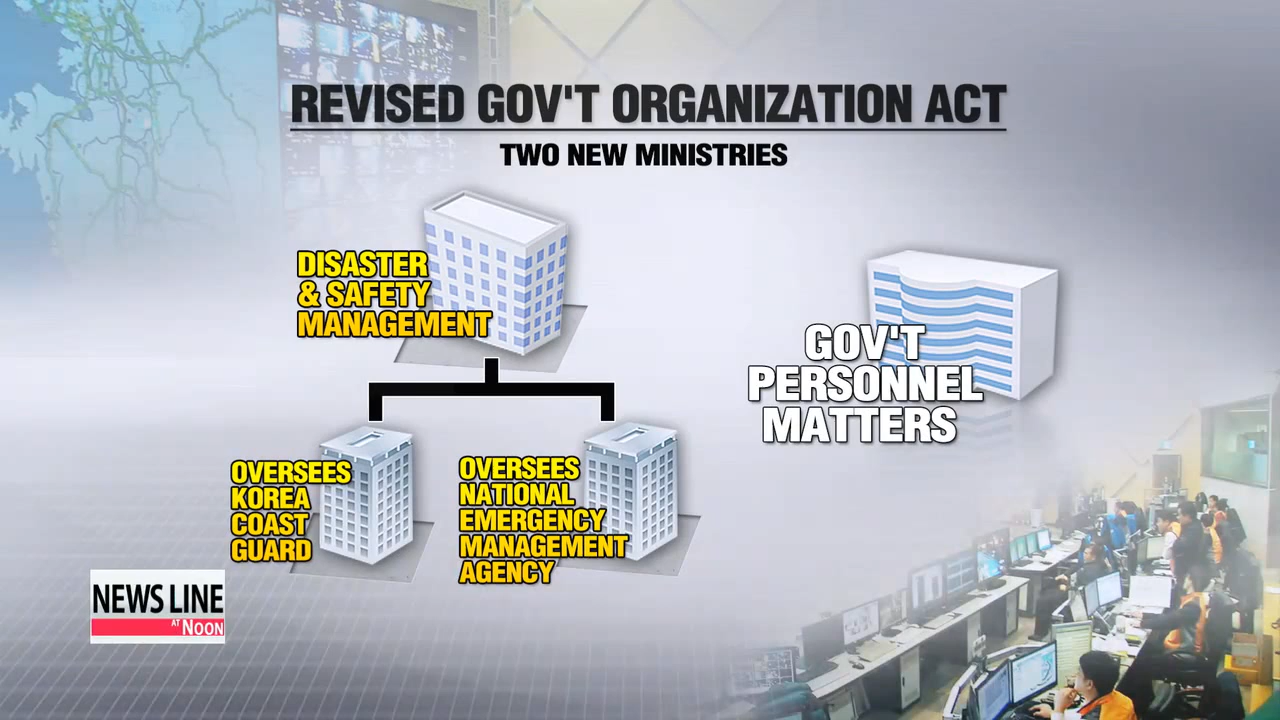 REVISED GOV'T ORGANIZATION ACT
TWO NEW MINISTRIES
DISASTER
& SAFETY
MANAGEMENT
GOV'T
PERSONNEL
MATTERS
OVERSEES
KOREA
COAST
GUARD
OVERSEES
NATIONAL
EMERGENCY
MANAGEMENT
AGENCY
NEWS LINE
AT NOON